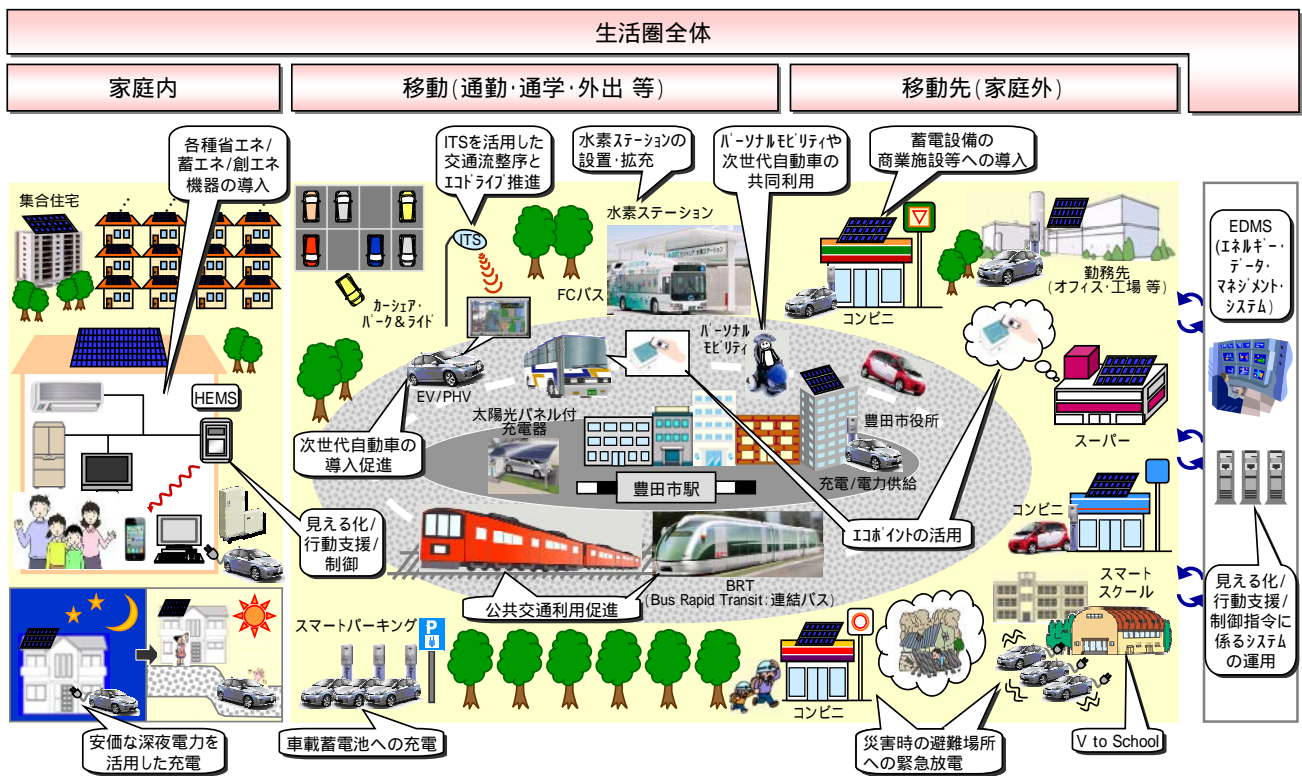 生活圏全体
家庭内
移動(通勤・通学・外出 等)
移動先(家庭外)
各種省エネ/
蓄エネ/創エネ
機器の導入
ITSを活用した
交通流整序と
エコドライブ推進
水素ステーションの
設置・拡充
パーソナルモビリティや
次世代自動車の
共同利用
蓄電設備の
商業施設等への導入
集合住宅
ITS
水素ステーション
FCバス
カーシェア・
パーク&ライド
コンビニ
勤務先
(オフィス・工場 等)
EDMS
(エネルギー・
データ・
マネジメント・
システム)
HEMS
EV/PHV
パーソナル
モビリティ
太陽光パネル付
充電器
豊田市役所
スーパー
次世代自動車の
導入促進
充電/電力供給
豊田市駅
コンビニ
エコポイントの活用
見える化/
行動支援/
制御
BRT
(Bus Rapid Transit:連結バス)
公共交通利用促進
スマート
スクール
見える化/
行動支援/
制御指令に
係るシステム
の運用
スマートパーキング
P
コンビニ
安価な深夜電力を
活用した充電
車載蓄電池への充電
災害時の避難場所
への緊急放電
V to School